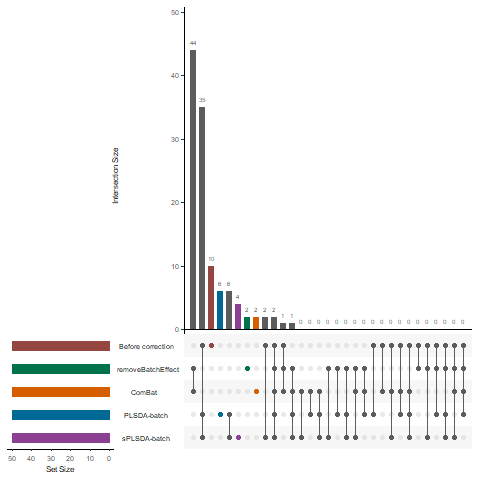 50
40
30
20
10
0
Intersection Size
44
35
10
6
6
4
2
2
2
2
1
1
0 0 0 0 0 0 0 0 0 0 0 0 0 0 0 0 0 0 0
Before correction
removeBatchEffect
ComBat
PLSDA-batch
sPLSDA-batch
50 40 30 20 10 0
Set Size